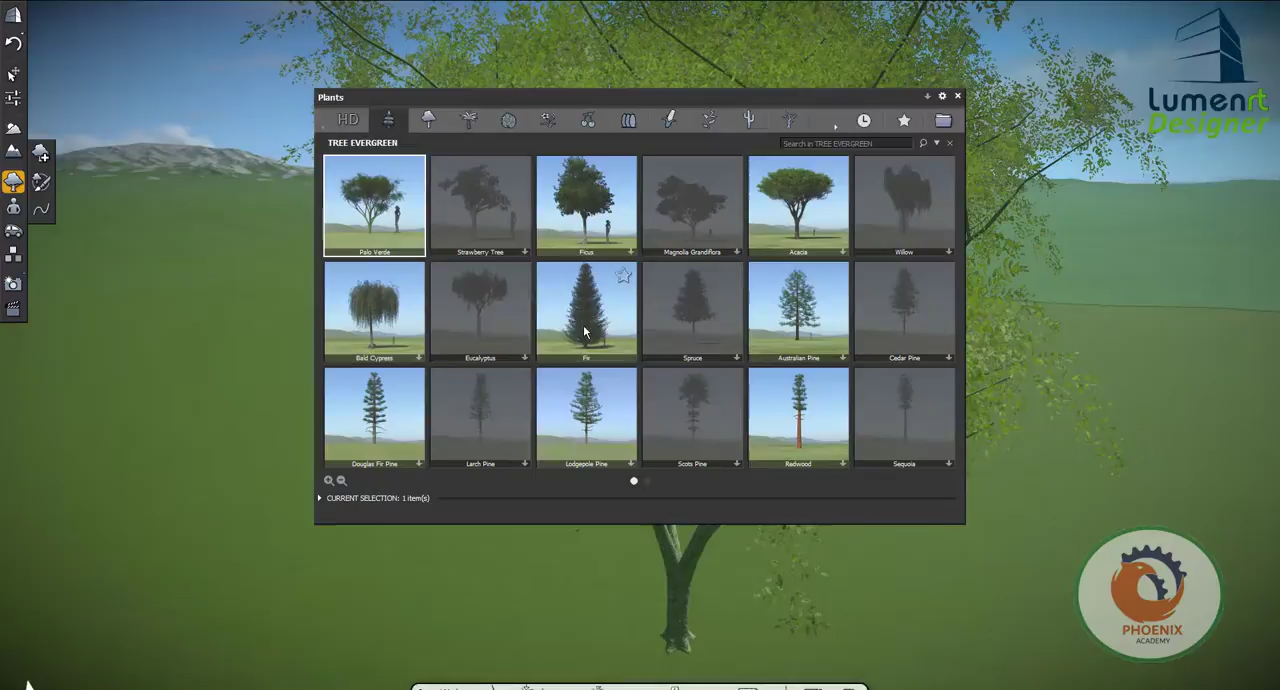 Plants
HD
TREE EVERGREEN
Search in TREE EVERGREEN
Palo Verde
Strawberry Tree
Ficus
Magnolia Grandiflora
Acacia
Willow
Bald Cypress
Eucalyptus
Fir
Spruce
Australian Pine
Cedar Pine
Douglas Fir Pine
Larch Pine
Lodgepole Pine
Scots Pine
Redwood
Sequoia
CURRENT SELECTION: 1 item(s)
Lumenrt
Designer
PHOENIX
ACADEMY